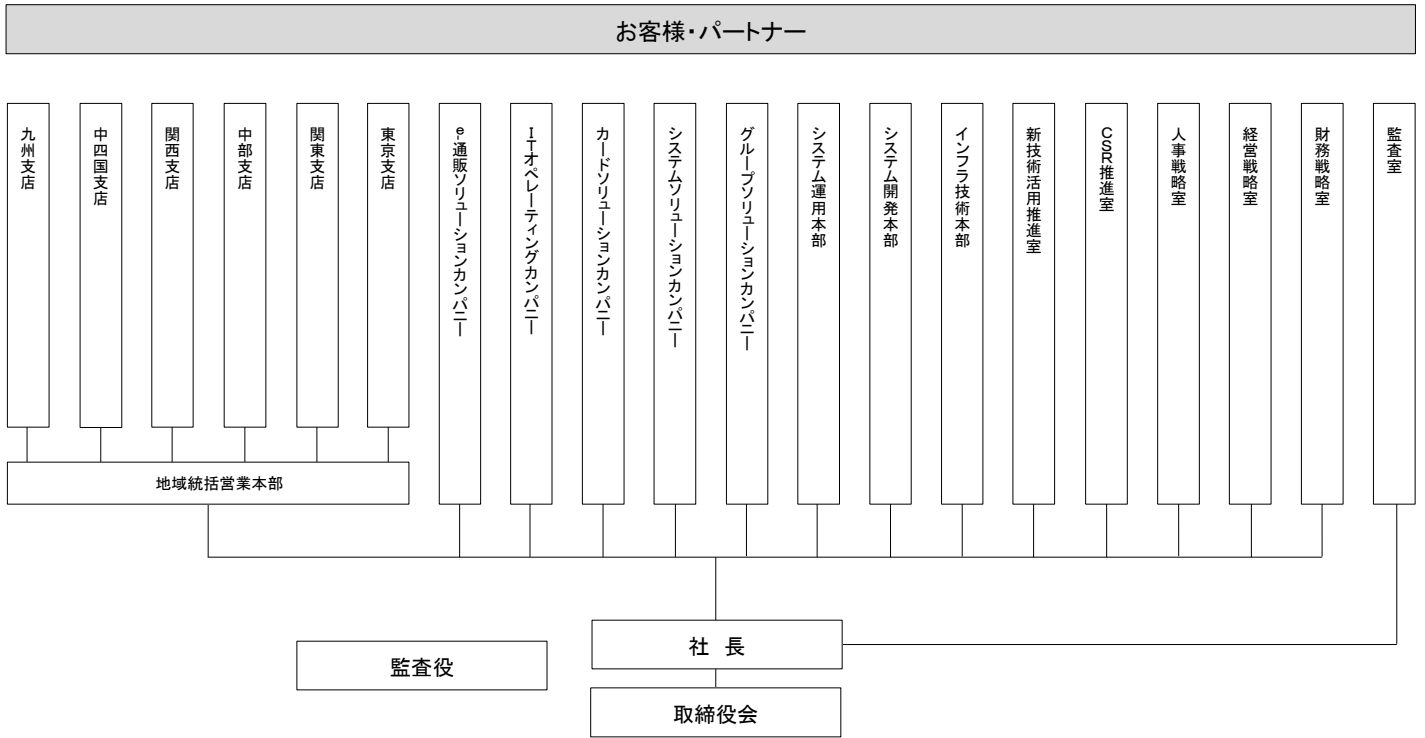 お客様・パートナー
九州支店
中四国支店
関西支店
中部支店
関東支店
東京支店
e-通販ソリューションカンパニー
ITオペレーティングカンパニー
カードソリューションカンパニー
システムソリューションカンパニー
グループソリューションカンパニー
システム運用本部
システム開発本部
インフラ技術本部
新技術活用推進室
CSR推進室
人事戦略室
経営戦略室
財務戦略室
監査室
地域統括営業本部
社 長
監査役
取締役会